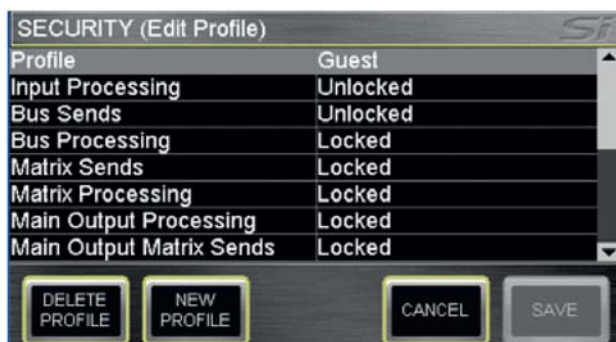 SECURITY (Edit Profile) Si
Profile Guest
Input Processing Unlocked
Bus Sends Unlocked
Bus Processing Locked
Matrix Sends Locked
Matrix Processing Locked
Main Output Processing Locked
Main Output Matrix Sends Locked
DELETE PROFILE NEW PROFILE CANCEL SAVE